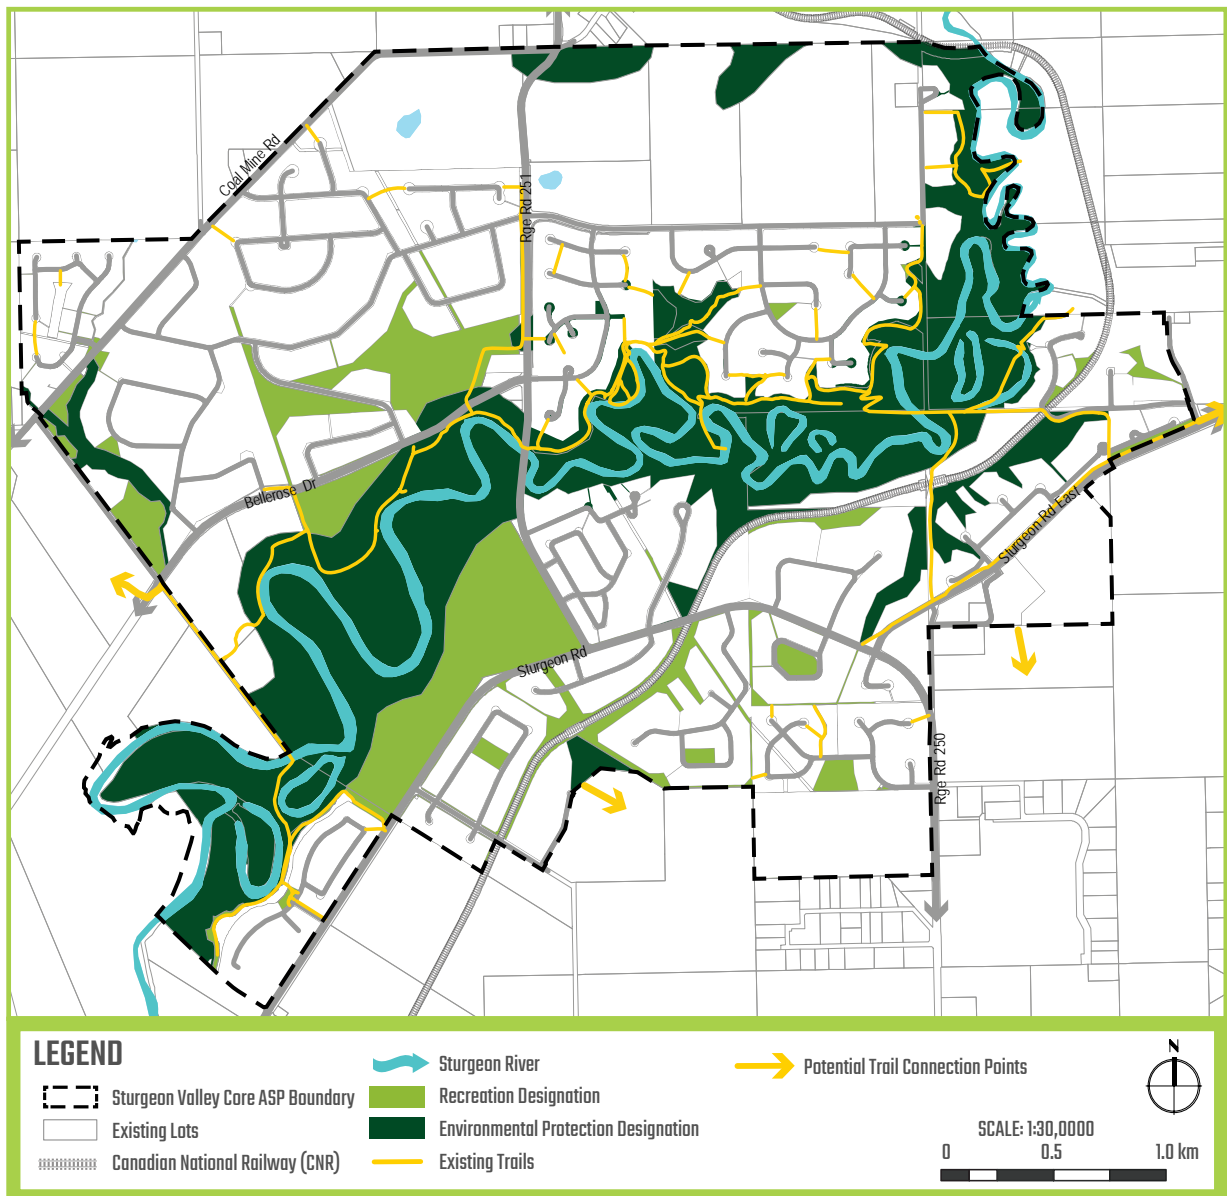 Coal Mine Rd
Rge Rd 251
Bellerose Dr
Sturgeon Rd East
Sturgeon Rd
Rge Rd 250
LEGEND
Sturgeon Valley Core ASP Boundary
Existing Lots
Canadian National Railway (CNR)
Sturgeon River
Recreation Designation
Environmental Protection Designation
Existing Trails
Potential Trail Connection Points
N
SCALE: 1:30,0000
0 0.5 1.0 km